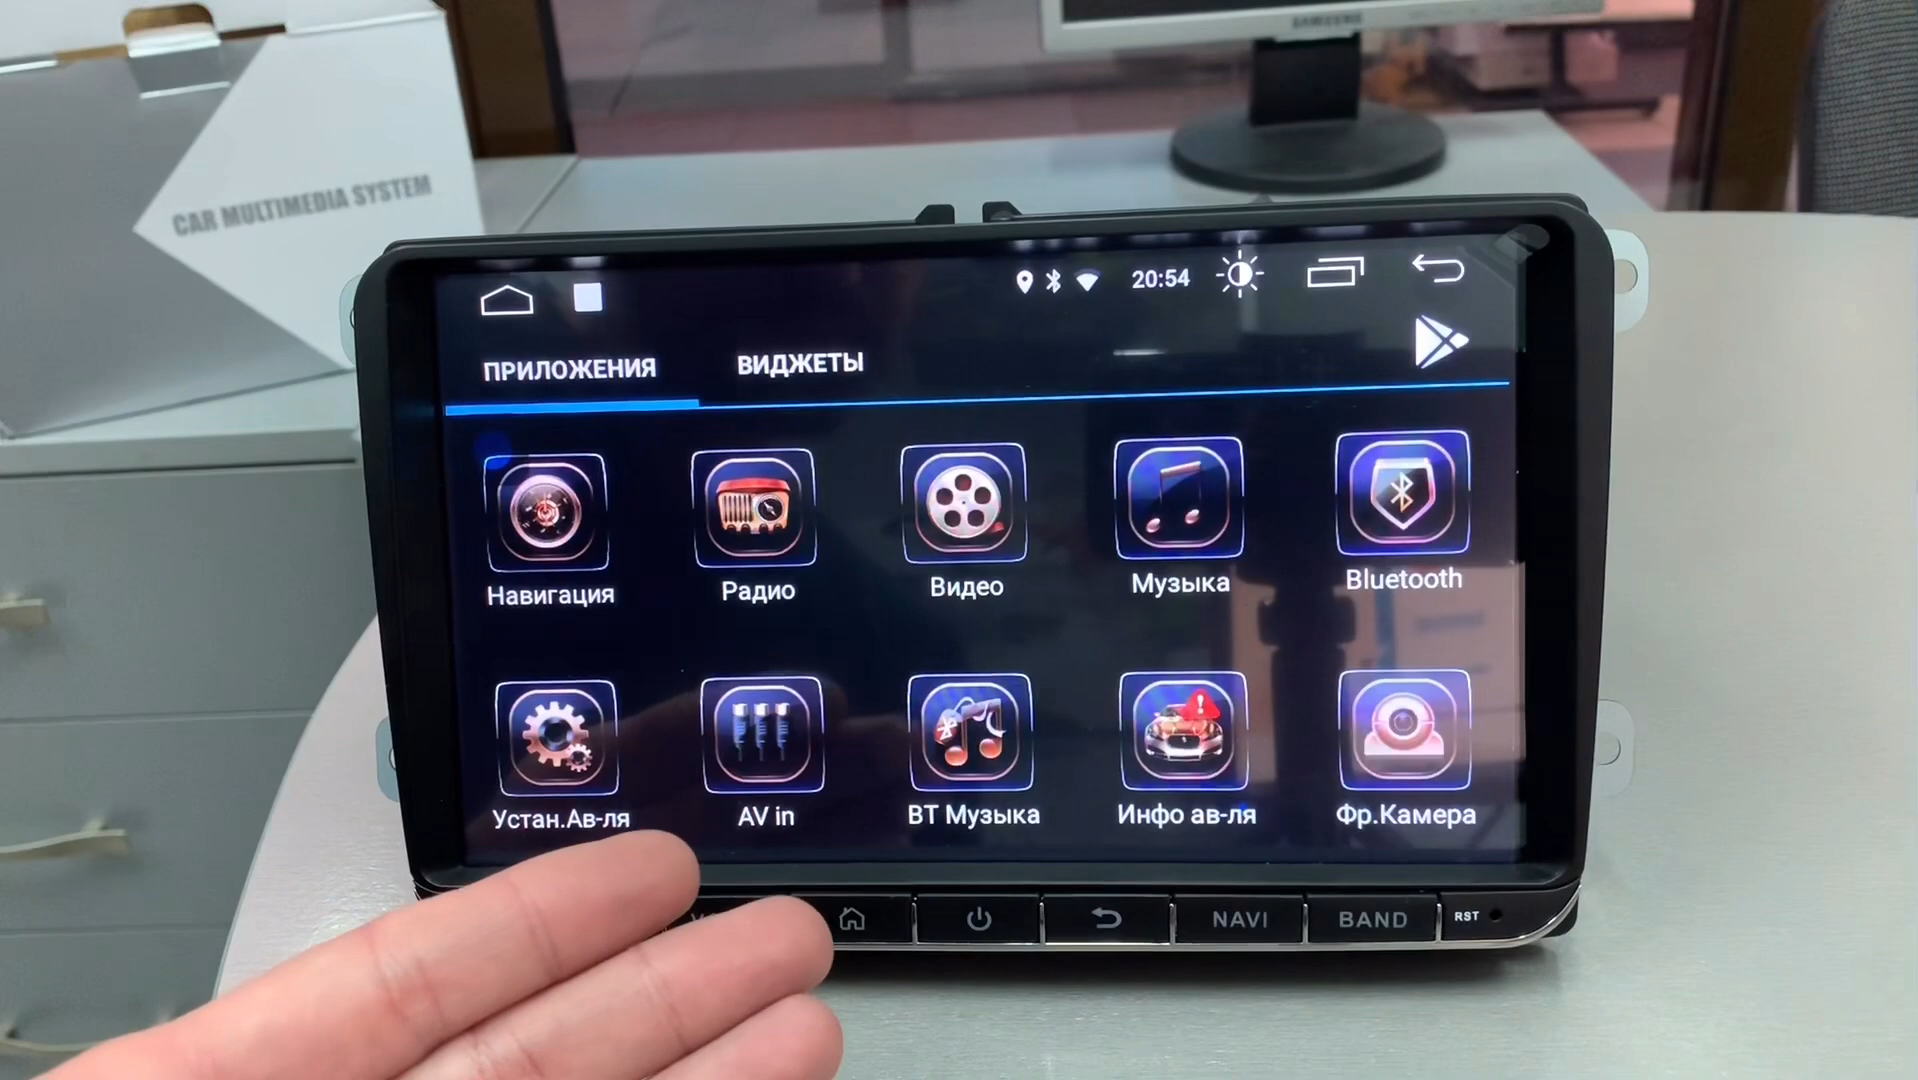 SAMSUNG
CAR MULTIMEDIA SYSTEM
20:54
ПРИЛОЖЕНИЯ ВИДЖЕТЫ
Навигация Радио Видео Музыка Bluetooth
Устан.Ав-ля AV in BT Музыка Инфо ав-ля Фр.Камера
NAVI BAND RST